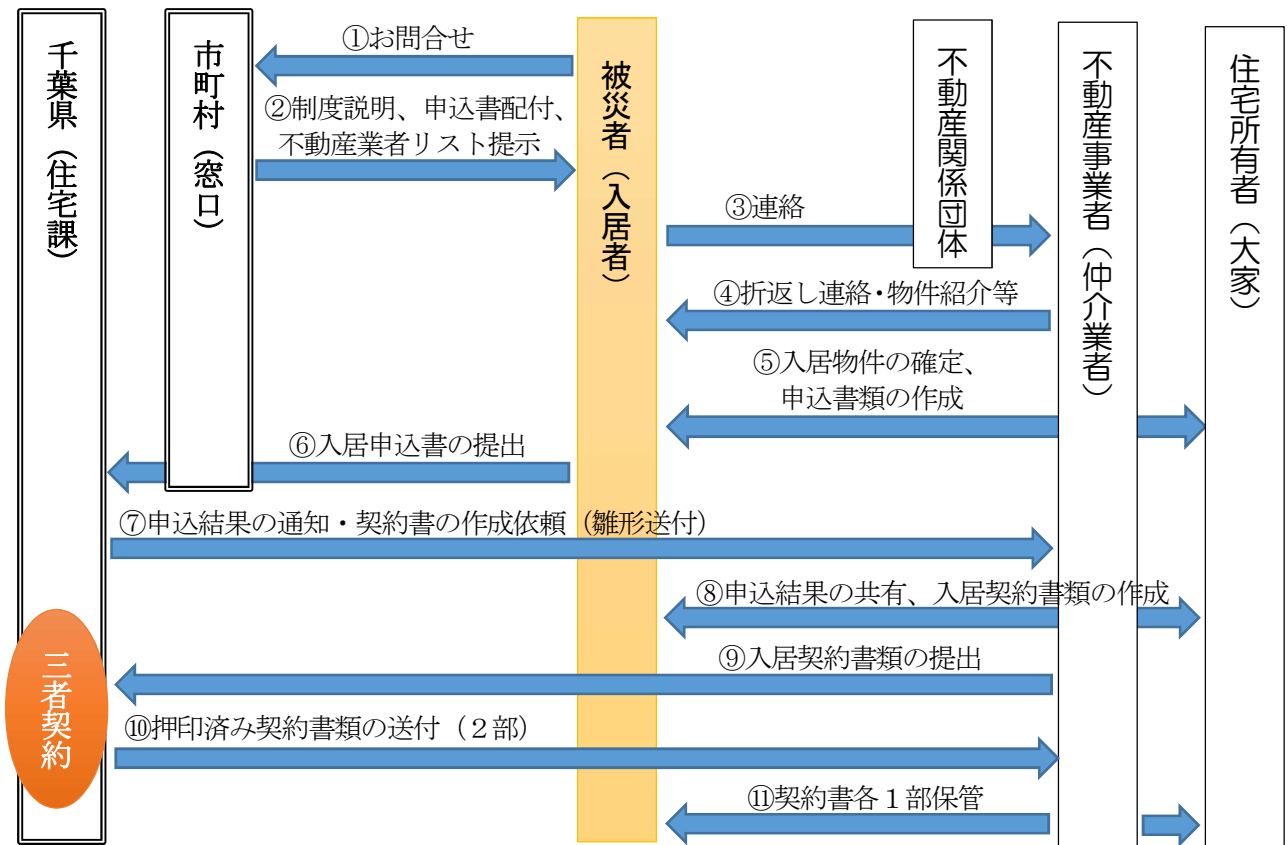 千葉県（住宅課）
市町村（窓口）
被災者（入居者）
不動産関係団体
不動産事業者（仲介業者）
住宅所有者（大家）
①お問合せ
②制度説明、申込書配付、
不動産業者リスト提示
③連絡
④折返し連絡・物件紹介等
⑤入居物件の確定、
申込書類の作成
⑥入居申込書の提出
⑦申込結果の通知・契約書の作成依頼（雛形送付）
⑧申込結果の共有、入居契約書類の作成
⑨入居契約書類の提出
三者契約
⑩押印済み契約書類の送付（２部）
⑪契約書各１部保管